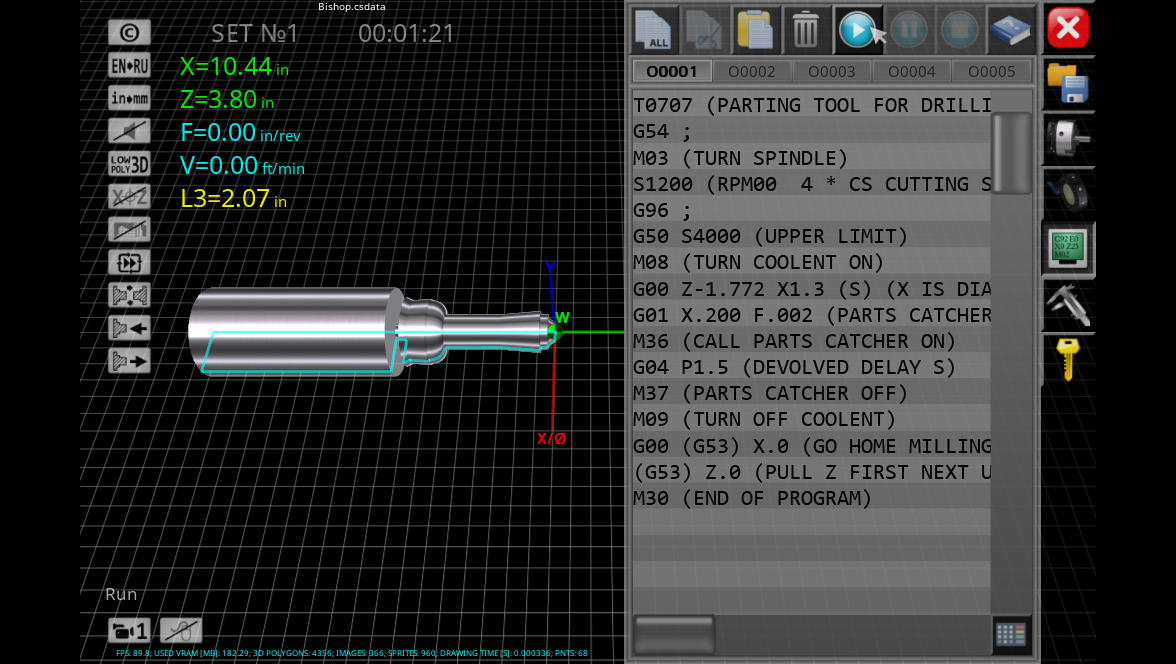 Bishop.csdata
SET №1 00:01:21
X=10.44 in
Z=3.80 in
F=0.00 in/rev
V=0.00 ft/min
L3=2.07 in
©
EN RU
in mm
LOW POLY 3D
Y
W
X/Ø
Run
1
FPS: 89.8; USED VRAM [MB]: 182.29; 3D POLYGONS: 4356; IMAGES: 366; SPRITES: 960; DRAWING TIME [S]: 0.000336; PNTS: 68
ALL
O0001 O0002 O0003 O0004 O0005
T0707 (PARTING TOOL FOR DRILLI
G54 ;
M03 (TURN SPINDLE)
S1200 (RPM00 4 * CS CUTTING S
G96 ;
G50 S4000 (UPPER LIMIT)
M08 (TURN COOLENT ON)
G00 Z-1.772 X1.3 (S) (X IS DIA
G01 X.200 F.002 (PARTS CATCHER
M36 (CALL PARTS CATCHER ON)
G04 P1.5 (DEVOLVED DELAY S)
M37 (PARTS CATCHER OFF)
M09 (TURN OFF COOLENT)
G00 (G53) X.0 (GO HOME MILLING
(G53) Z.0 (PULL Z FIRST NEXT U
M30 (END OF PROGRAM)